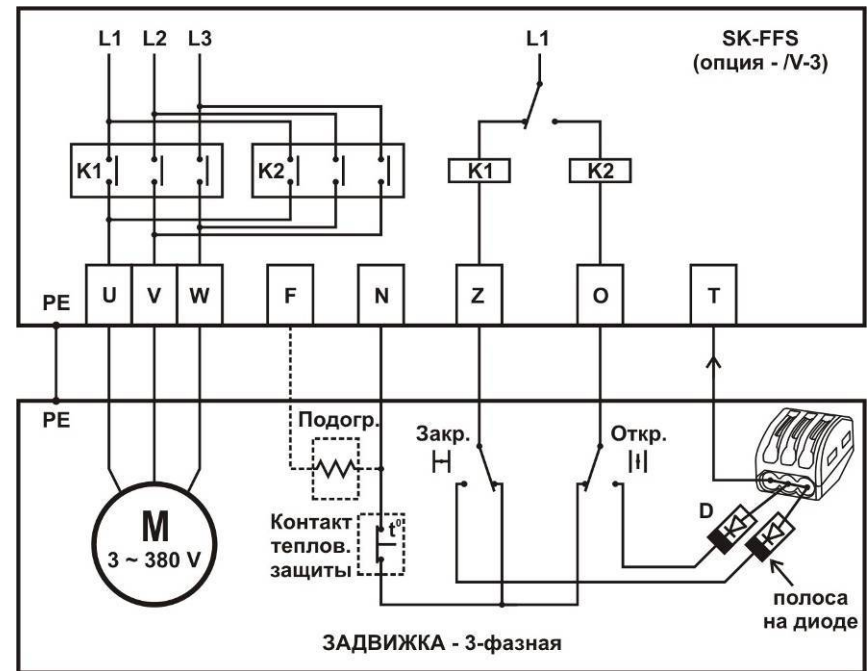 L1 L2 L3 L1 SK-FFS
(опция - /V-3)
K1 K2 K1 K2
PE U V W F N Z O T
PE Подогр. Закр. Откр.
D
M
3 ~ 380 V
Контакт t⁰
теплов.
защиты
полоса
на диоде
ЗАДВИЖКА - 3-фазная